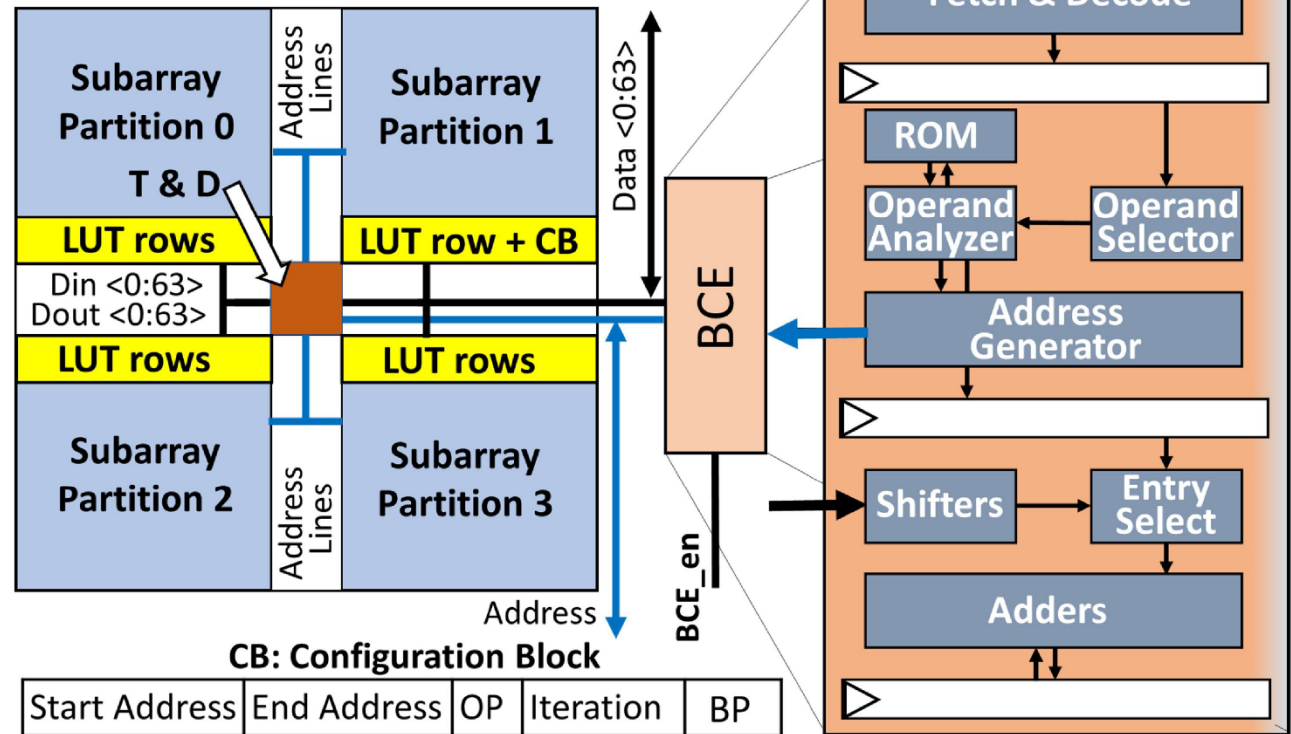 Fetch & Decode
Subarray
Partition 0
Address
Lines
Subarray
Partition 1
Data <0:63>
T & D
LUT rows
LUT row + CB
Din <0:63>
Dout <0:63>
LUT rows
LUT rows
Subarray
Partition 2
Address
Lines
Subarray
Partition 3
BCE
BCE_en
Address
ROM
Operand
Analyzer
Operand
Selector
Address
Generator
Shifters
Entry
Select
Adders
CB: Configuration Block
Start Address End Address OP Iteration BP